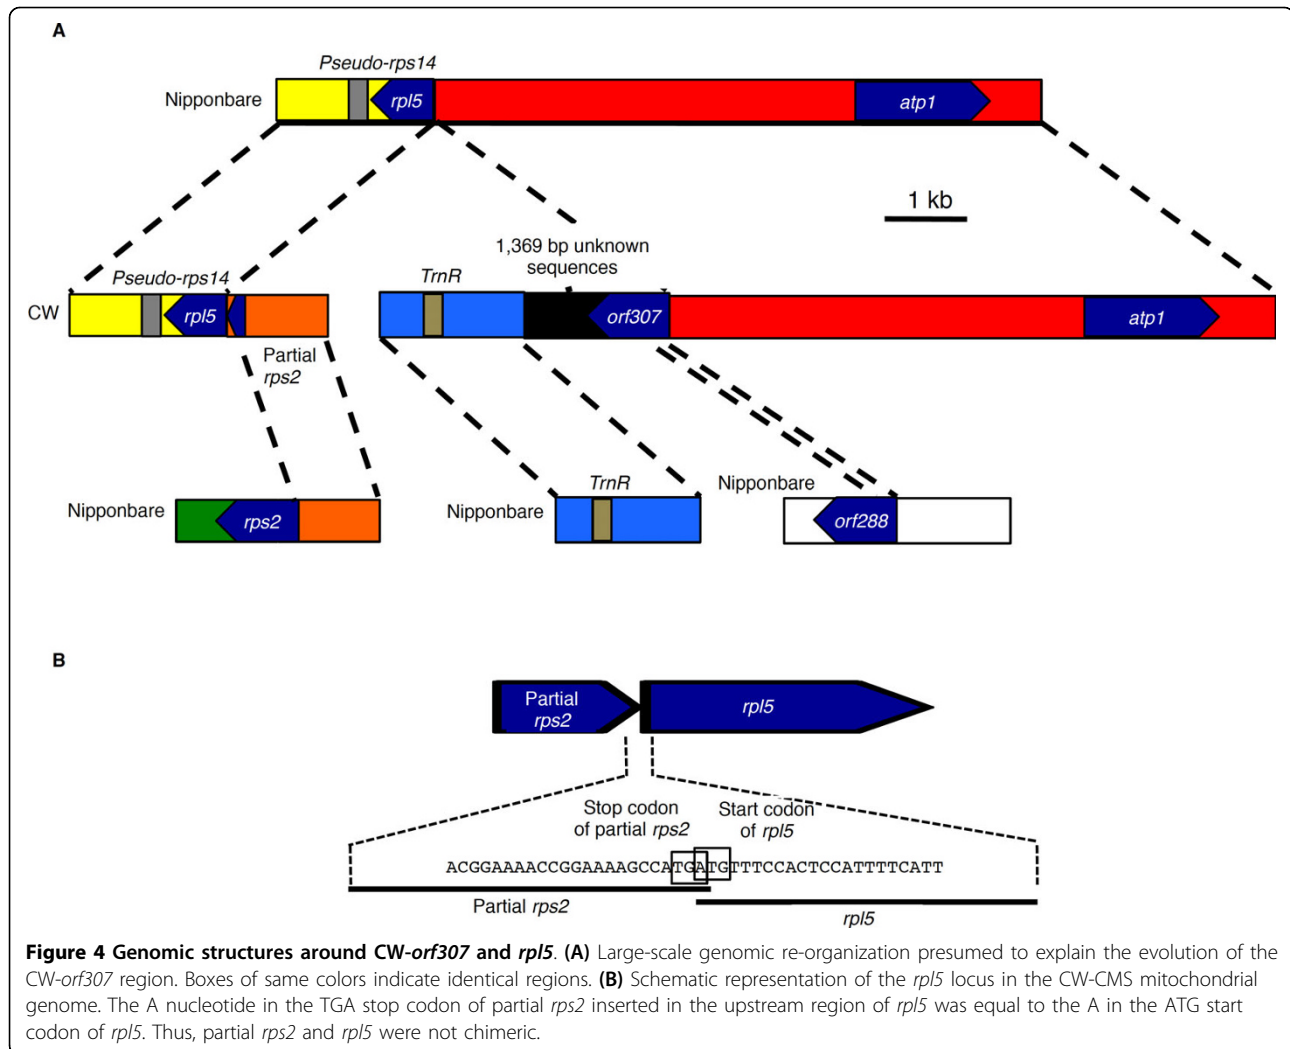 A
Pseudo-rps14
Nipponbare
rpl5
atp1
1 kb
1,369 bp unknown
sequences
Pseudo-rps14
TrnR
CW
rpl5
orf307
atp1
Partial
rps2
Nipponbare
rps2
TrnR
Nipponbare
Nipponbare
orf288
B
Partial
rps2
rpl5
Stop codon
of partial rps2
Start codon
of rpl5
ACGGAAAACCGGAAAAGCCATGATGTTTCCACTCCATTTTCATT
Partial rps2
rpl5
Figure 4 Genomic structures around CW-orf307 and rpl5. (A) Large-scale genomic re-organization presumed to explain the evolution of the
CW-orf307 region. Boxes of same colors indicate identical regions. (B) Schematic representation of the rpl5 locus in the CW-CMS mitochondrial
genome. The A nucleotide in the TGA stop codon of partial rps2 inserted in the upstream region of rpl5 was equal to the A in the ATG start
codon of rpl5. Thus, partial rps2 and rpl5 were not chimeric.